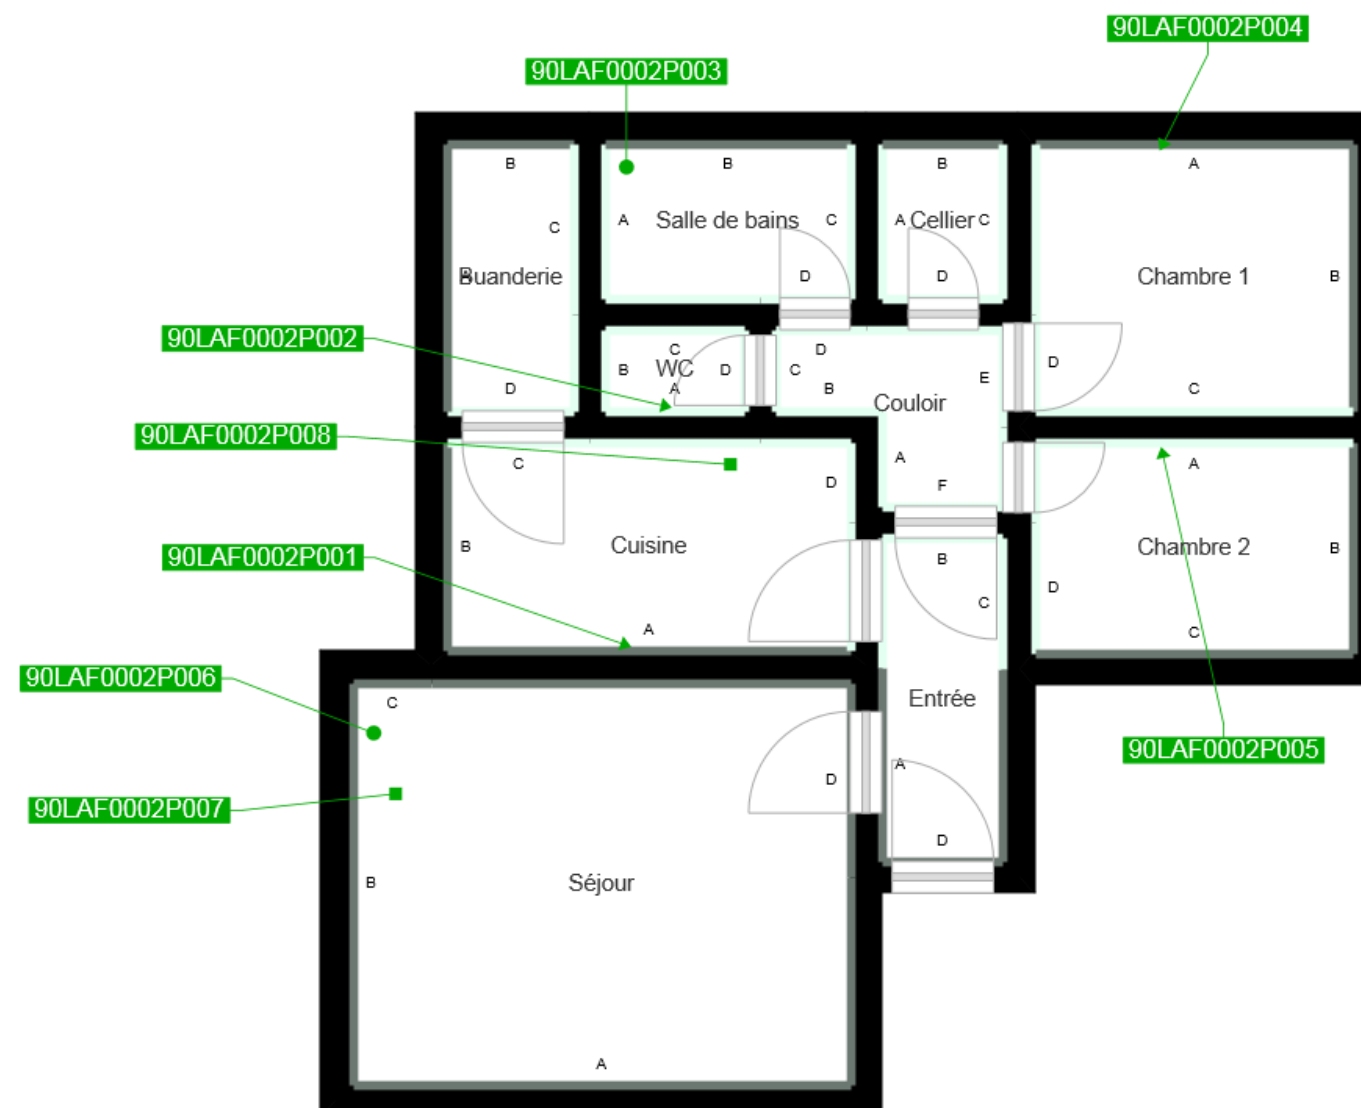 90LAF0002P004
90LAF0002P003
B
B
B
A
C
A
Salle de bains
C
A
Cellier
C
B
Buanderie
D
D
Chambre 1
B
90LAF0002P002
C
D
B
WC
D
C
E
D
D
A
B
C
Couloir
90LAF0002P008
C
A
A
D
F
90LAF0002P001
B
Cuisine
B
Chambre 2
B
C
D
A
C
90LAF0002P006
C
Entrée
90LAF0002P005
A
D
90LAF0002P007
D
B
Séjour
A